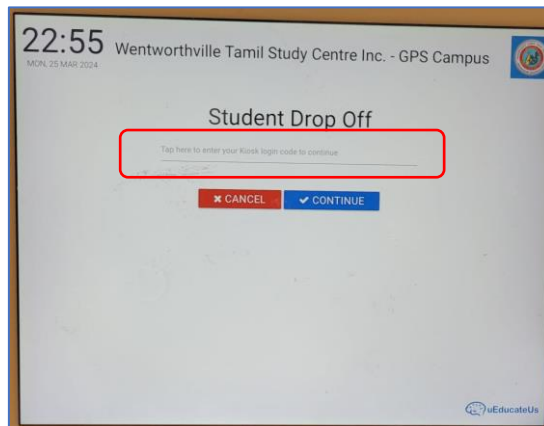 22:55
MON, 25 MAR 2024
Wentworthville Tamil Study Centre Inc. - GPS Campus
Student Drop Off
Tap here to enter your Kiosk login code to continue
✖ CANCEL
✔ CONTINUE
uEducateUs